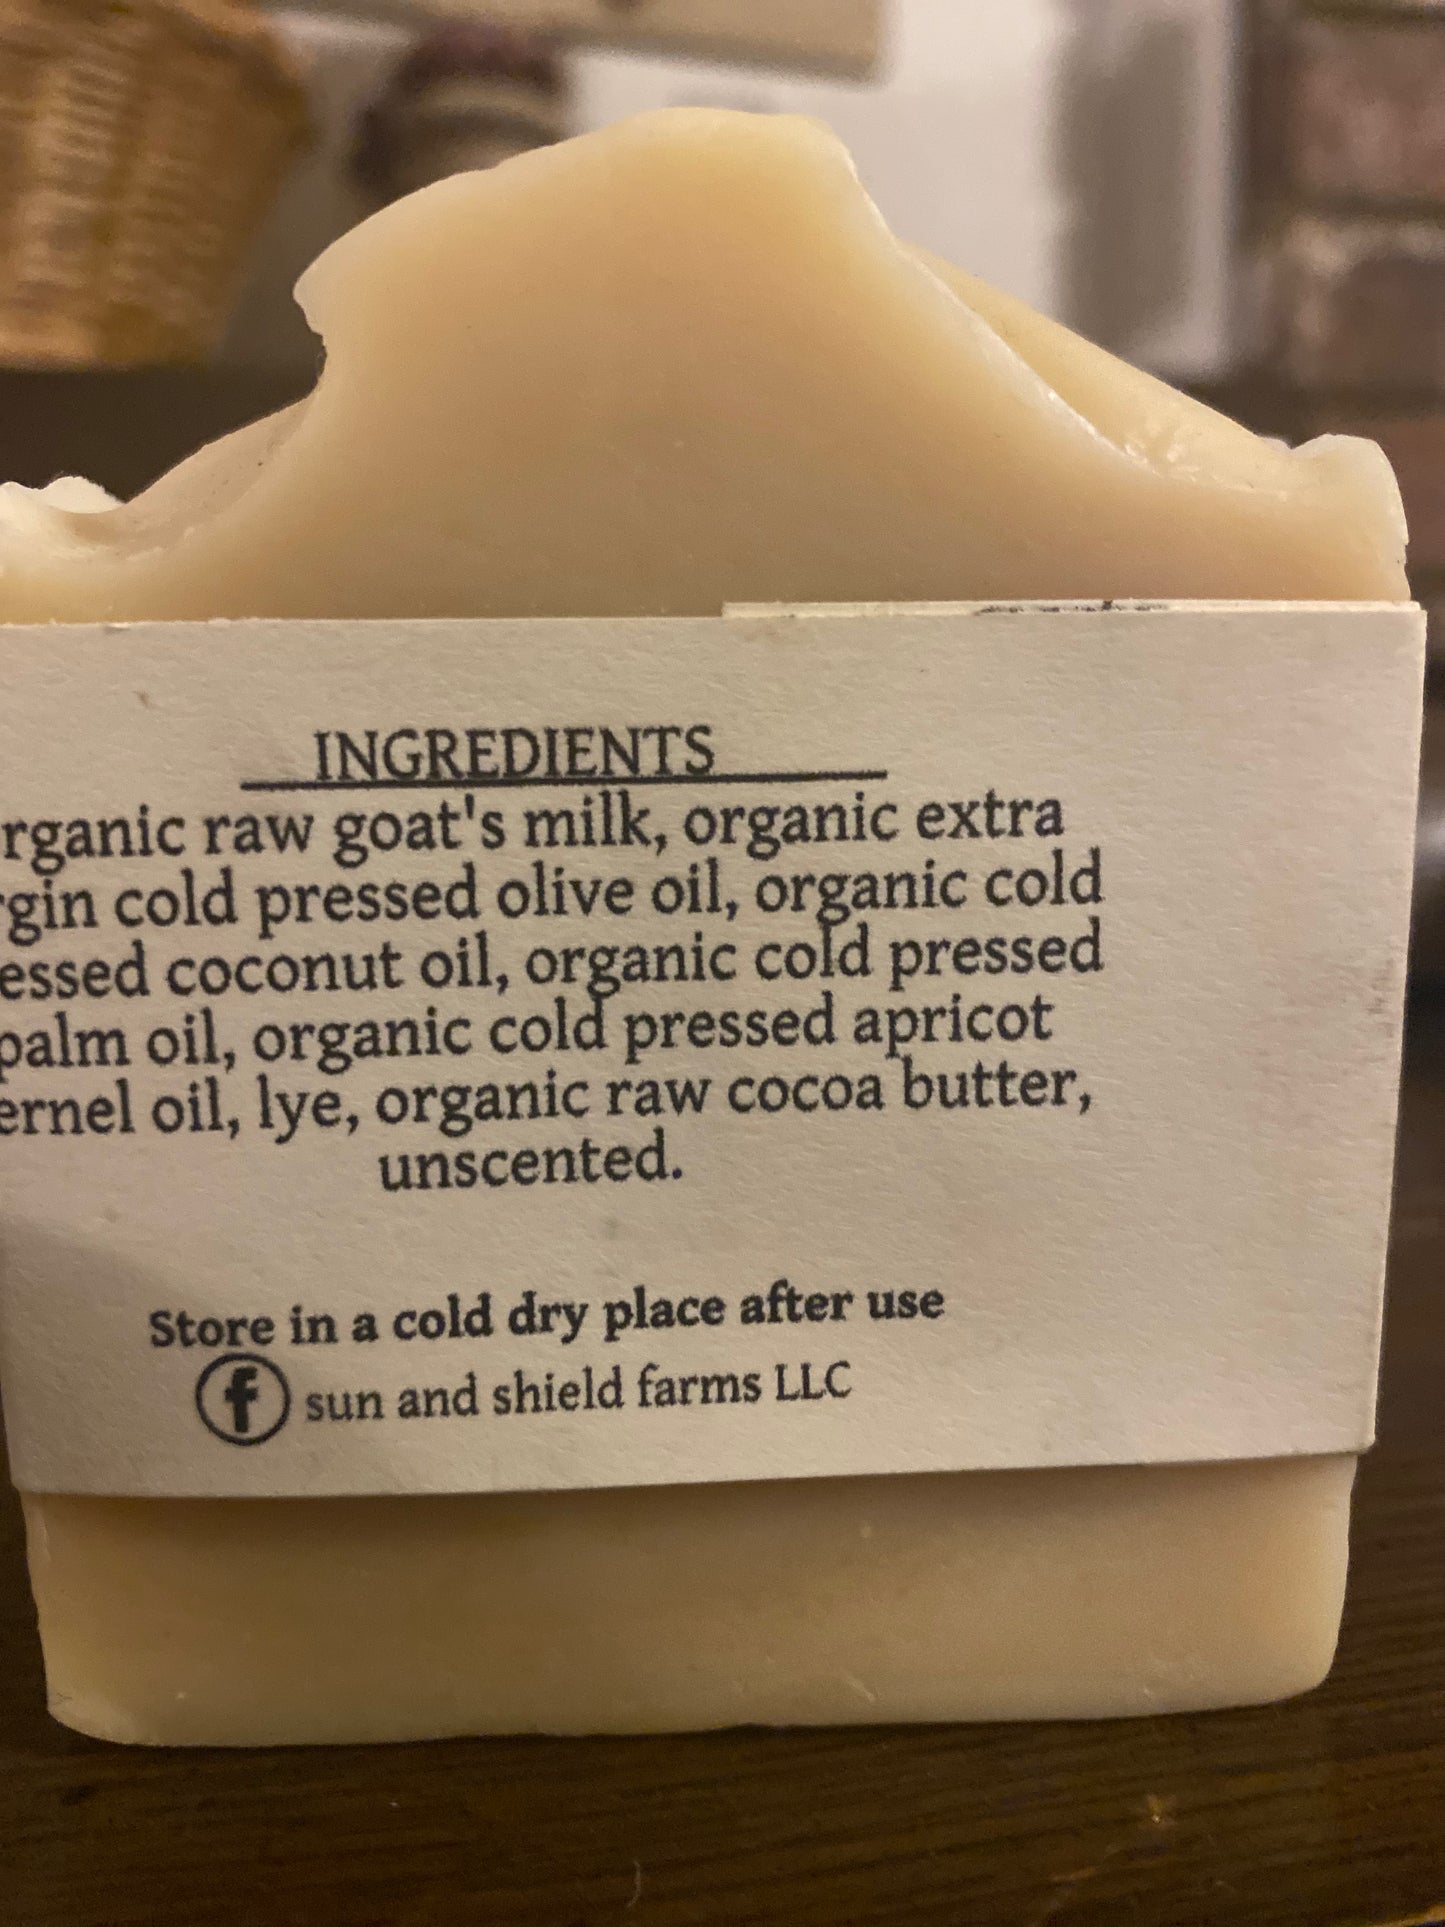 INGREDIENTS
rganic raw goat's milk, organic extra
rgin cold pressed olive oil, organic cold
essed coconut oil, organic cold pressed
palm oil, organic cold pressed apricot
ernel oil, lye, organic raw cocoa butter,
unscented.
Store in a cold dry place after use
f sun and shield farms LLC